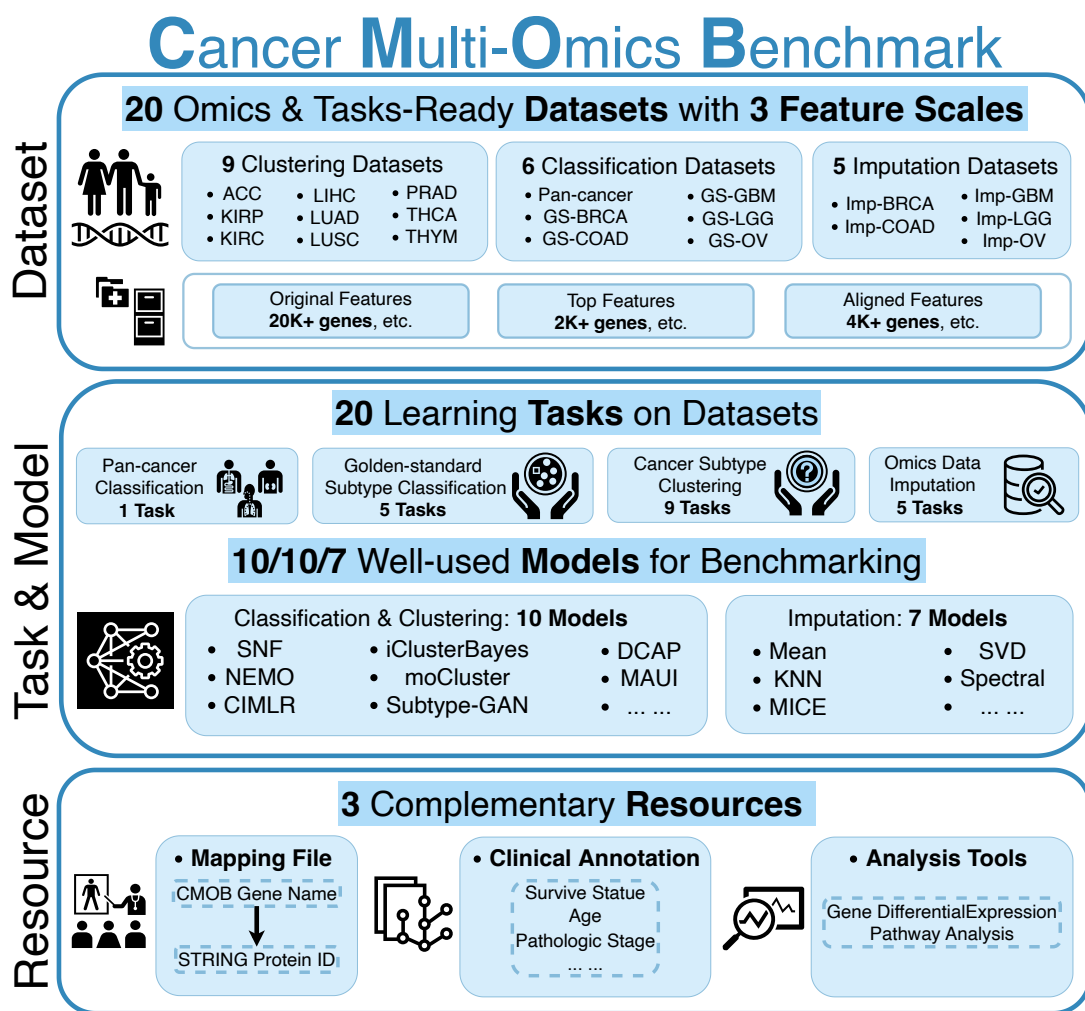 Cancer Multi-Omics Benchmark
Dataset
20 Omics & Tasks-Ready Datasets with 3 Feature Scales
9 Clustering Datasets
• ACC
• KIRP
• KIRC
• LIHC
• LUAD
• LUSC
• PRAD
• THCA
• THYM
6 Classification Datasets
• Pan-cancer
• GS-BRCA
• GS-COAD
• GS-GBM
• GS-LGG
• GS-OV
5 Imputation Datasets
• Imp-BRCA
• Imp-COAD
• Imp-GBM
• Imp-LGG
• Imp-OV
Original Features
20K+ genes, etc.
Top Features
2K+ genes, etc.
Aligned Features
4K+ genes, etc.
Task & Model
20 Learning Tasks on Datasets
Pan-cancer
Classification
1 Task
Golden-standard
Subtype Classification
5 Tasks
Cancer Subtype
Clustering
9 Tasks
?
Omics Data
Imputation
5 Tasks
10/10/7 Well-used Models for Benchmarking
Classification & Clustering: 10 Models
• SNF
• NEMO
• CIMLR
• iClusterBayes
• moCluster
• Subtype-GAN
• DCAP
• MAUI
• ... ...
Imputation: 7 Models
• Mean
• KNN
• MICE
• SVD
• Spectral
• ... ...
Resource
3 Complementary Resources
• Mapping File
CMOB Gene Name
STRING Protein ID
• Clinical Annotation
Survive Statue
Age
Pathologic Stage
... ...
• Analysis Tools
Gene DifferentialExpression
Pathway Analysis